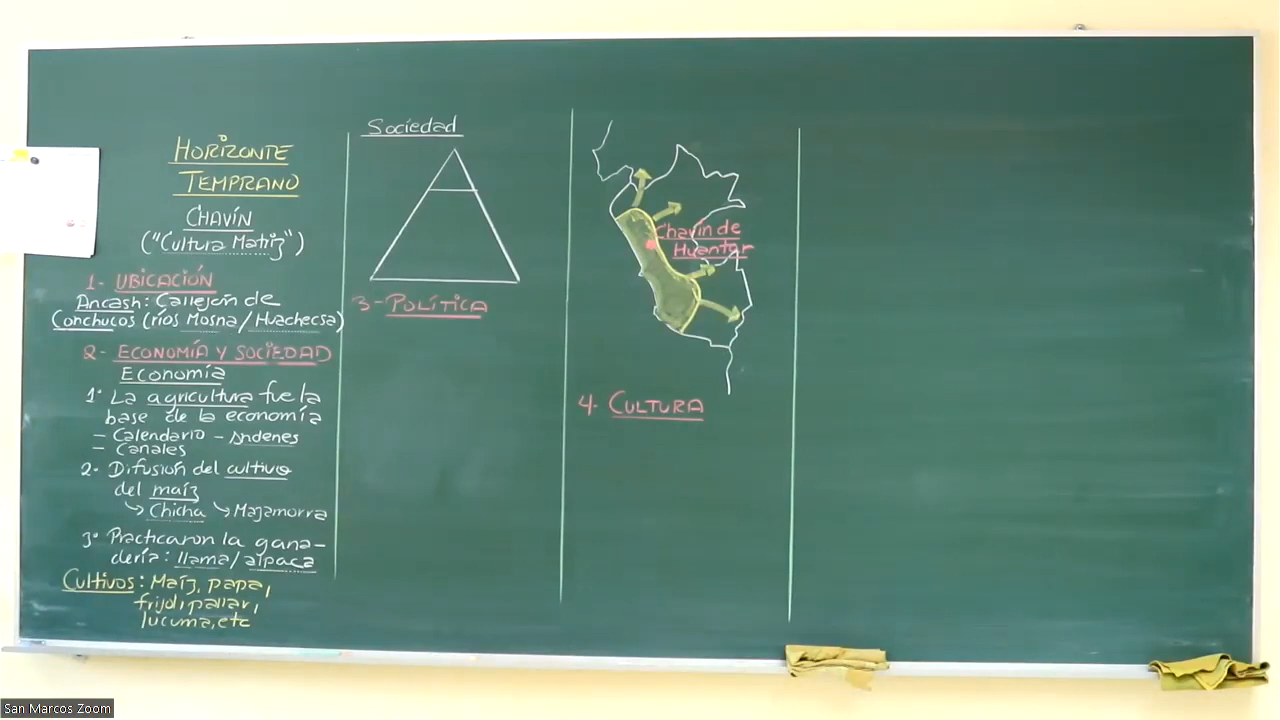 HORIZONTE
TEMPRANO
CHAVÍN
("Cultura Matriz")
1- UBICACIÓN
Ancash: Callejón de
Conchucos (ríos Mosna/Huachecsa)
2- ECONOMÍA Y SOCIEDAD
Economía
1° La agricultura fue la
base de la economía
- Calendario - Andenes
- Canales
2- Difusión del cultivo
del maíz
↳ Chicha ↘ Mazamorra
3° Practicaron la gana-
dería: llama/alpaca
Cultivos: Maíz, papa,
frijol, pallar,
lucuma, etc
Sociedad
3- POLÍTICA
Chavín de
Huantar
4- CULTURA
San Marcos Zoom